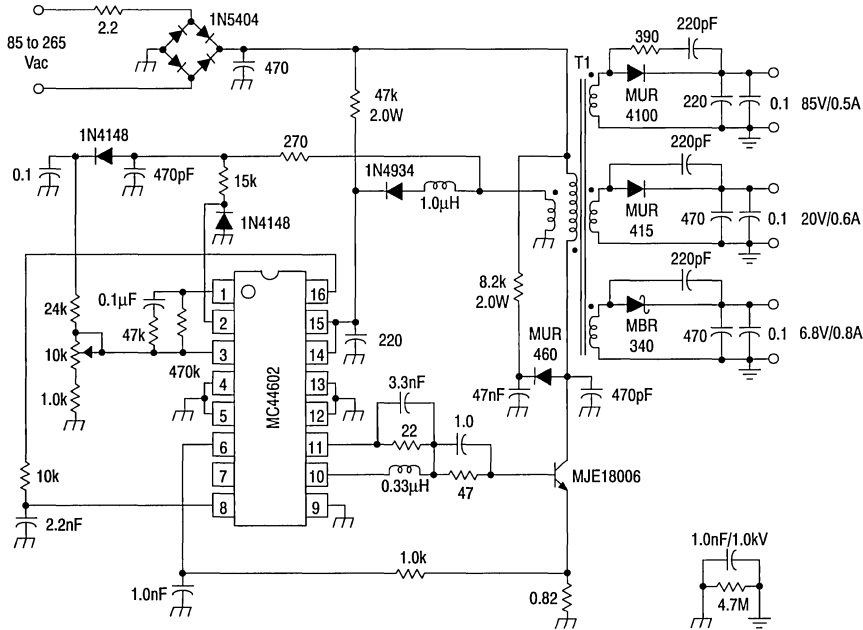 2.2
1N5404
85 to 265
Vac
470
47k
2.0W
T1
390
220pF
MUR
4100
220
0.1
85V/0.5A
1N4148
0.1
470pF
270
15k
1N4148
1N4934
1.0μH
220pF
MUR
415
470
0.1
20V/0.6A
8.2k
2.0W
220pF
MBR
340
470
0.1
6.8V/0.8A
24k
0.1μF
47k
470k
10k
1.0k
MC44602
1
2
3
4
5
6
7
8
16
15
14
13
12
11
10
9
220
MUR
460
47nF
470pF
3.3nF
22
1.0
0.33μH
47
MJE18006
10k
2.2nF
1.0nF
1.0k
0.82
1.0nF/1.0kV
4.7M